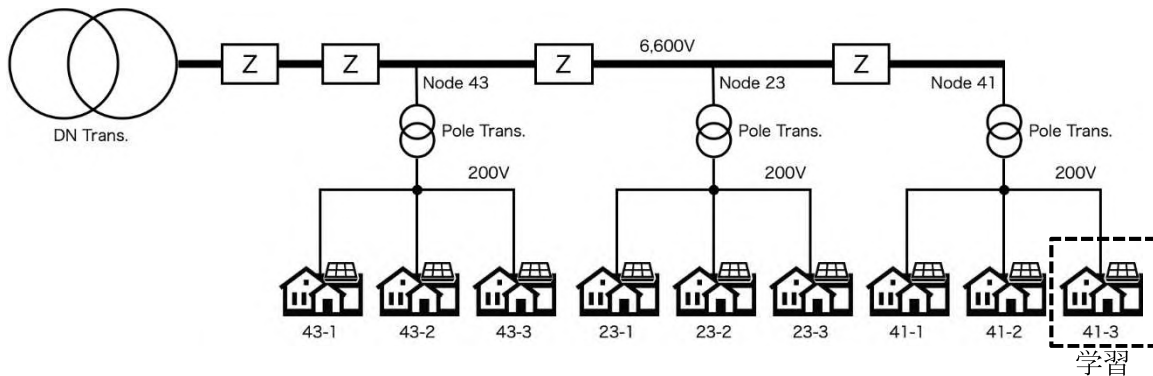 6,600V
Z Z Z Z
Node 43 Node 23 Node 41
DN Trans. Pole Trans. Pole Trans. Pole Trans.
200V 200V 200V
43-1 43-2 43-3 23-1 23-2 23-3 41-1 41-2 41-3
学習